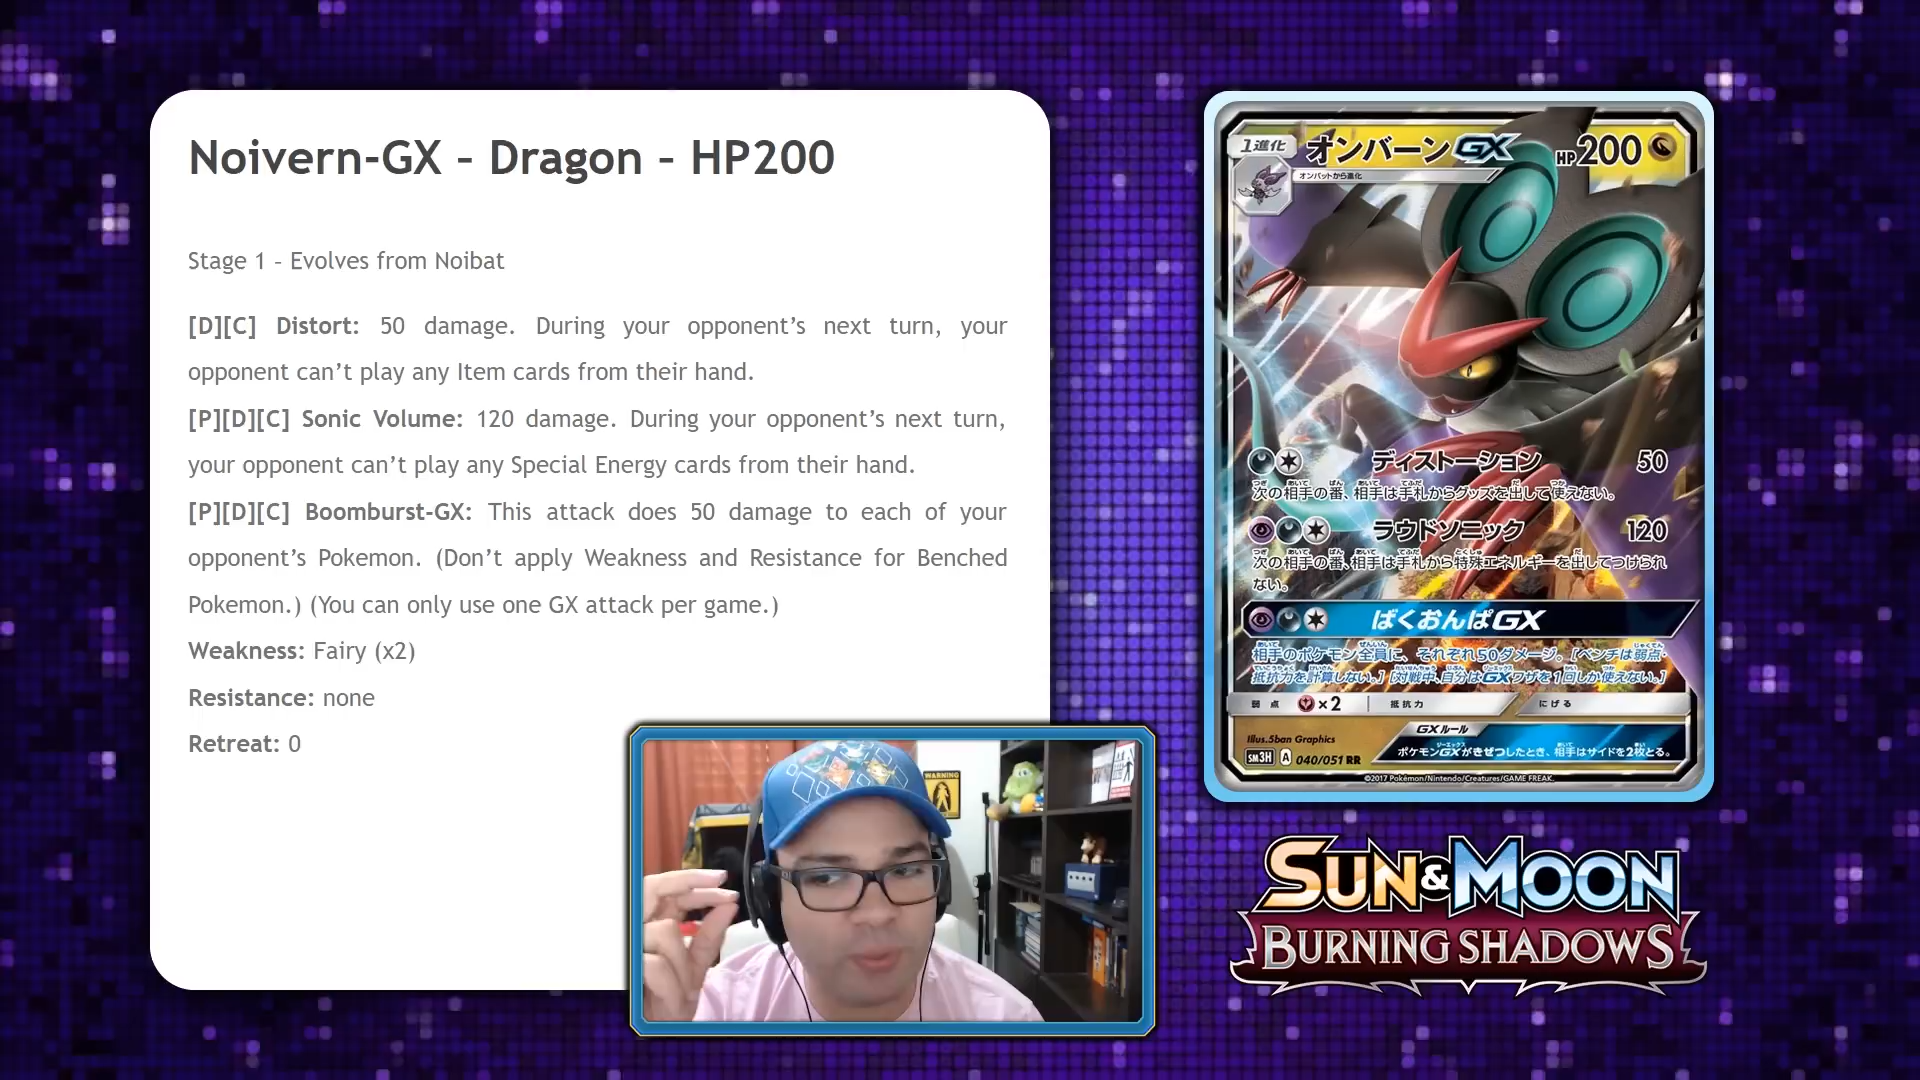 Noivern-GX – Dragon – HP200
Stage 1 – Evolves from Noibat
[D][C] Distort: 50 damage. During your opponent’s next turn, your
opponent can’t play any Item cards from their hand.
[P][D][C] Sonic Volume: 120 damage. During your opponent’s next turn,
your opponent can’t play any Special Energy cards from their hand.
[P][D][C] Boomburst-GX: This attack does 50 damage to each of your
opponent’s Pokemon. (Don’t apply Weakness and Resistance for Benched
Pokemon.) (You can only use one GX attack per game.)
Weakness: Fairy (x2)
Resistance: none
Retreat: 0
WARNING
1進化 オンバーンGX HP200
オンバットから進化
ディストーション 50
次の相手の番、相手は手札からグッズを出して使えない。
ラウドソニック 120
次の相手の番、相手は手札から特殊エネルギーを出してつけられ
ない。
ばくおんぱGX
相手のポケモン全員に、それぞれ50ダメージ。[ベンチは弱点・
抵抗力を計算しない。] [対戦中、自分はGXワザを1回しか使えない。]
弱点 ×2 抵抗力 にげる
Illus.5ban Graphics
GXルール
ポケモンGXがきぜつしたとき、相手はサイドを2枚とる。
SM3H A 040/051 RR
©2017 Pokémon/Nintendo/Creatures/GAME FREAK.
SUN & MOON
BURNING SHADOWS